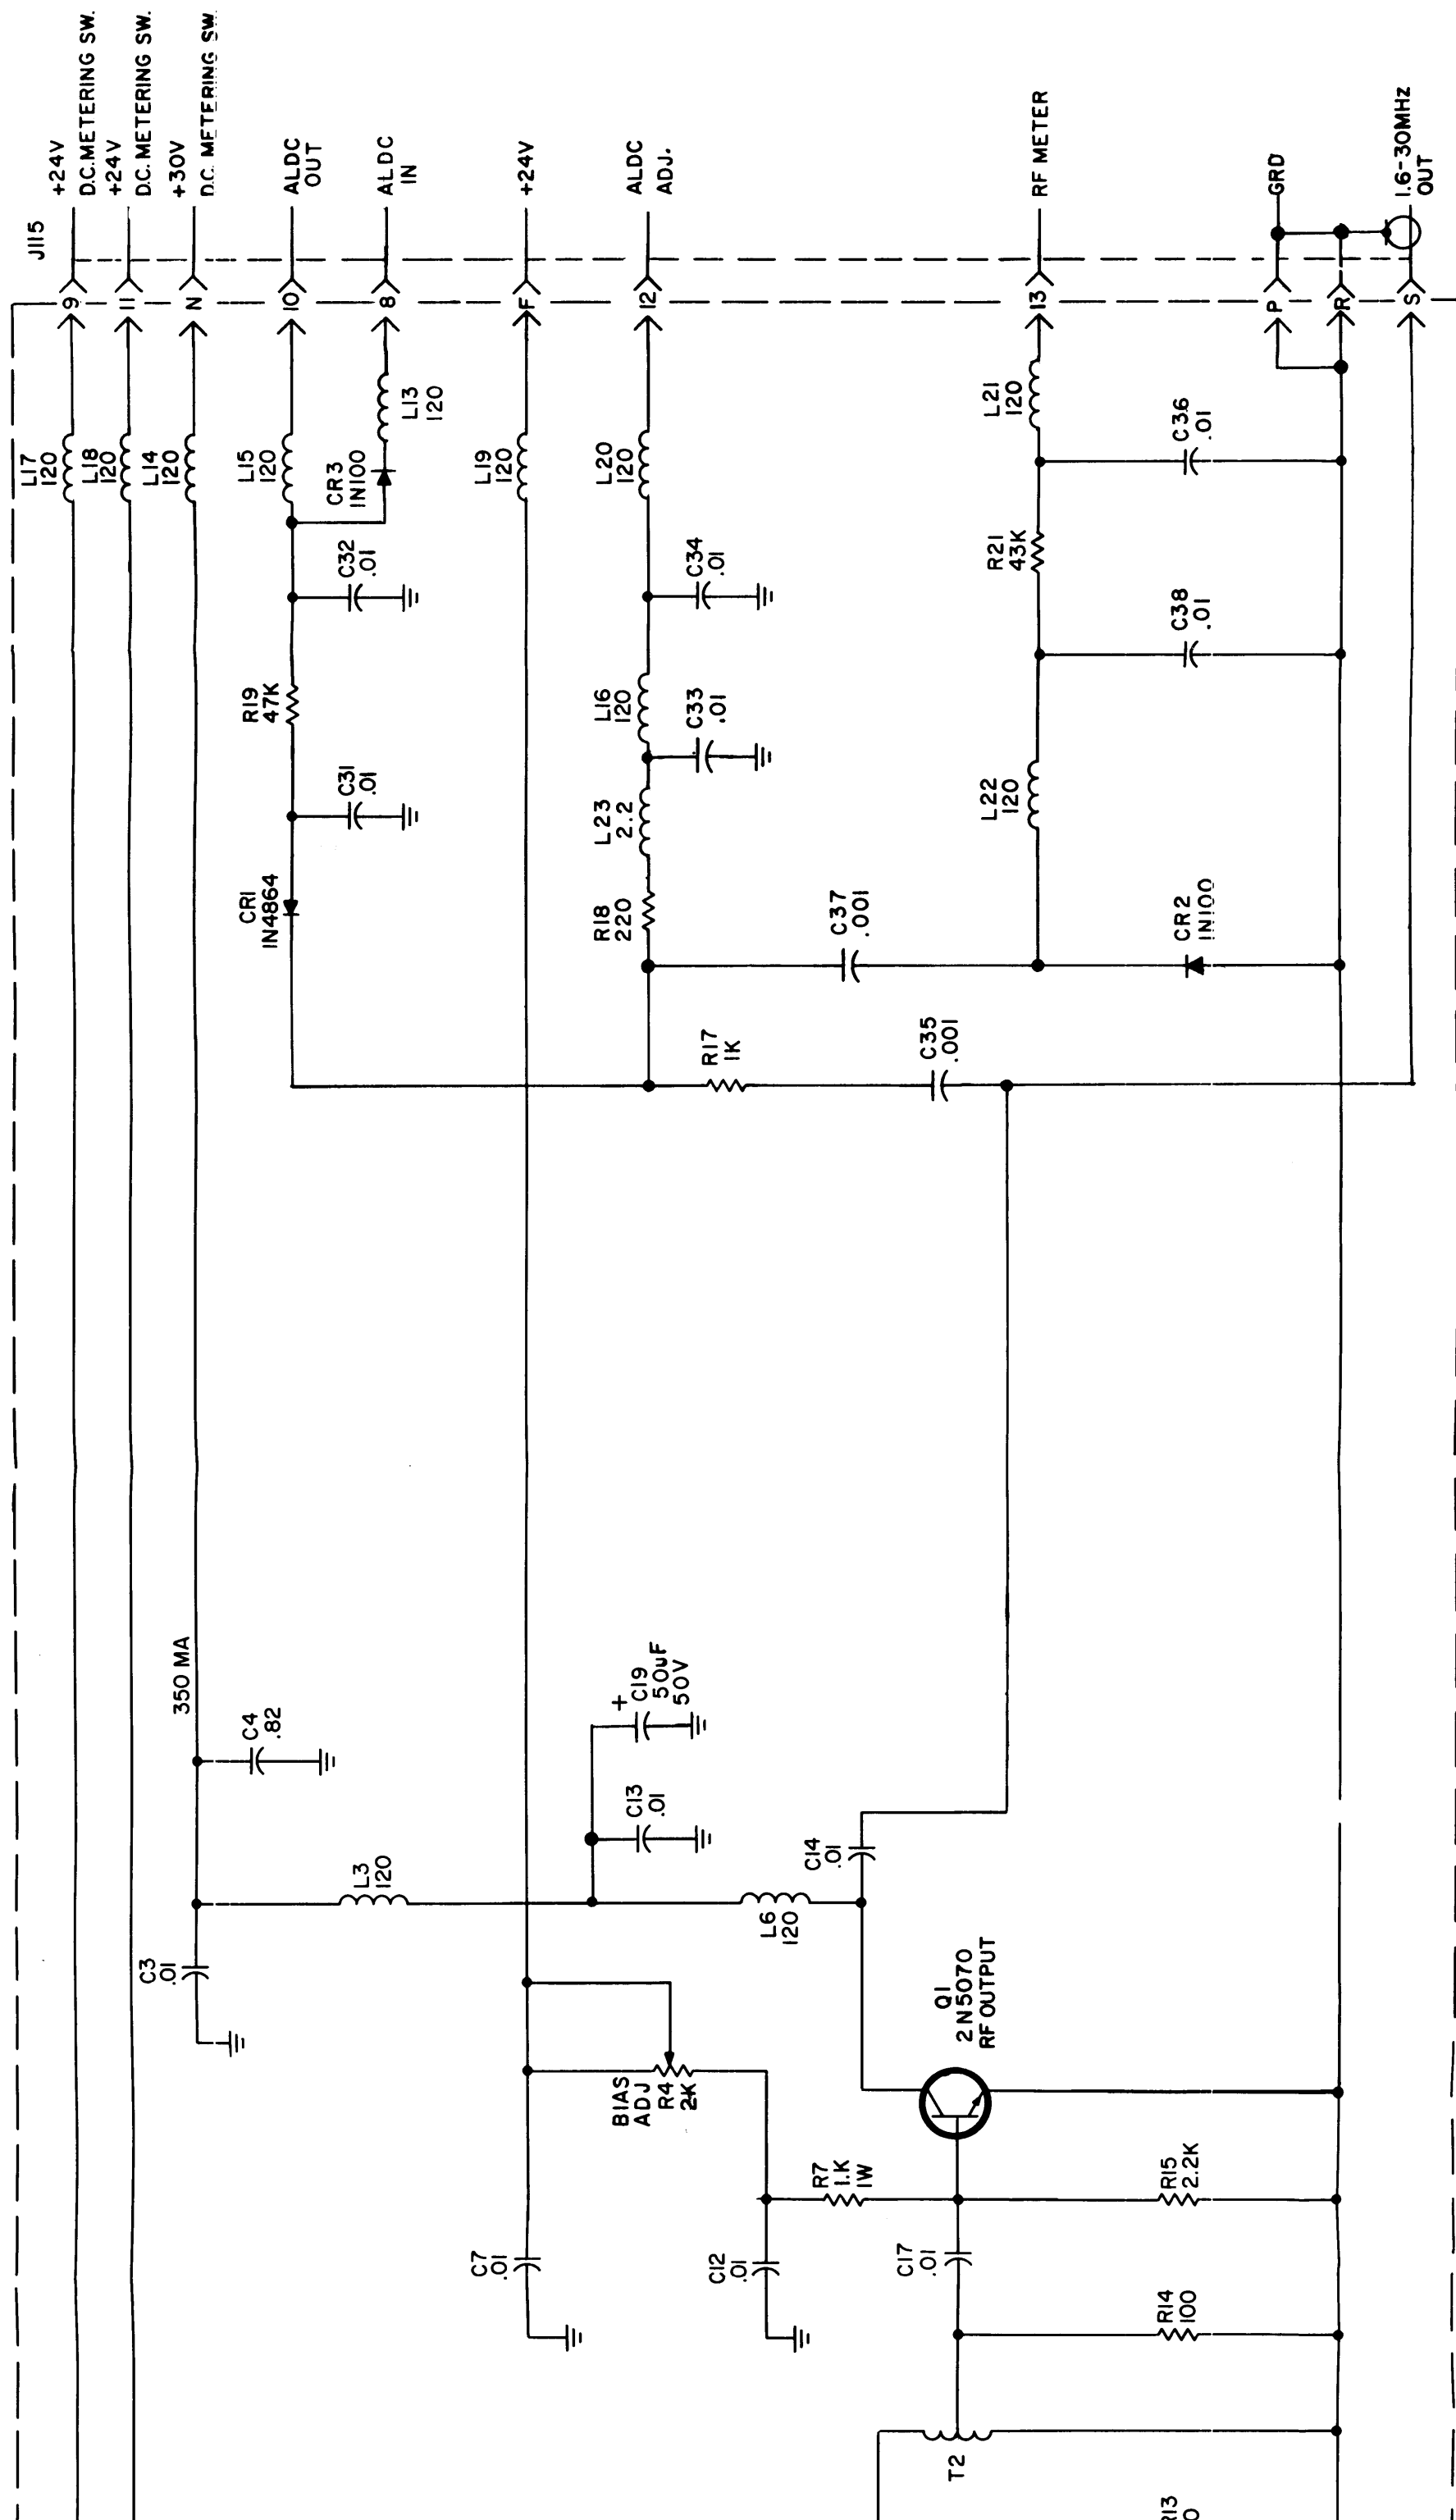 J115
+24V
D.C. METERING SW.
+24V
D.C. METERING SW.
+30V
D.C. METERING SW.
ALDC
OUT
ALDC
IN
+24V
ALDC
ADJ.
RF METER
GRD
1.6-30MHz
OUT
9
11
N
10
8
F
12
13
P
R
S
L17
120
L18
120
L14
120
L15
120
L13
120
CR3
1N100
L19
120
L20
120
L21
120
C36
.01
C32
.01
C34
.01
R21
43K
C38
.01
R19
47K
L16
120
C33
.01
C31
.01
L23
2.2
L22
120
CR1
1N4864
R18
220
C37
.001
CR2
1N100
R17
1K
C35
.001
350 MA
C4
.82
+
C19
50uF
50V
C13
.01
C14
.01
L3
120
L6
120
C3
.01
Q1
2N5070
RF OUTPUT
BIAS
ADJ
R4
2K
R7
1.K
1W
R15
2.2K
C7
.01
C12
.01
C17
.01
R14
100
T2